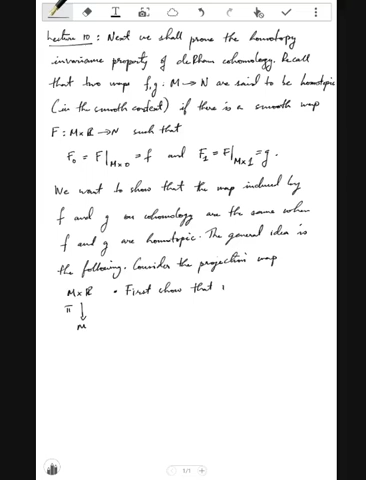 Lecture 10: Next we shall prove the homotopy
invariance property of deRham cohomology. Recall
that two maps f, g: M → N are said to be homotopic
(in the smooth context) if there is a smooth map
F: M×ℝ → N such that
F₀ = F|_{M×0} = f and F₁ = F|_{M×1} = g.
We want to show that the map induced by
f and g on cohomology are the same when
f and g are homotopic. The general idea is
the following. Consider the projection map
M×ℝ • First show that
π ↓
M
1/1